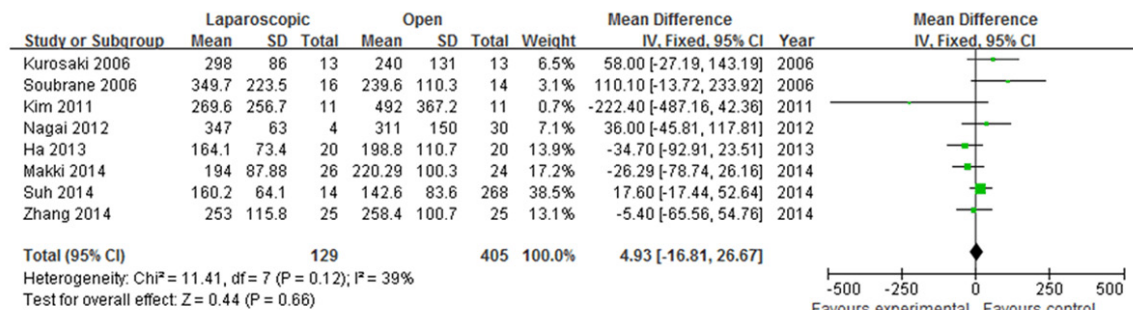 Laparoscopic Open Mean Difference Mean Difference
Study or Subgroup Mean SD Total Mean SD Total Weight IV, Fixed, 95% CI Year IV, Fixed, 95% CI
Kurosaki 2006 298 86 13 240 131 13 6.5% 58.00 [-27.19, 143.19] 2006
Soubrane 2006 349.7 223.5 16 239.6 110.3 14 3.1% 110.10 [-13.72, 233.92] 2006
Kim 2011 269.6 256.7 11 492 367.2 11 0.7% -222.40 [-487.16, 42.36] 2011
Nagai 2012 347 63 4 311 150 30 7.1% 36.00 [-45.81, 117.81] 2012
Ha 2013 164.1 73.4 20 198.8 110.7 20 13.9% -34.70 [-92.91, 23.51] 2013
Makki 2014 194 87.88 26 220.29 100.3 24 17.2% -26.29 [-78.74, 26.16] 2014
Suh 2014 160.2 64.1 14 142.6 83.6 268 38.5% 17.60 [-17.44, 52.64] 2014
Zhang 2014 253 115.8 25 258.4 100.7 25 13.1% -5.40 [-65.56, 54.76] 2014
Total (95% CI) 129 405 100.0% 4.93 [-16.81, 26.67]
Heterogeneity: Chi² = 11.41, df = 7 (P = 0.12); I² = 39%
Test for overall effect: Z = 0.44 (P = 0.66)
-500 -250 0 250 500
Favours experimental Favours control